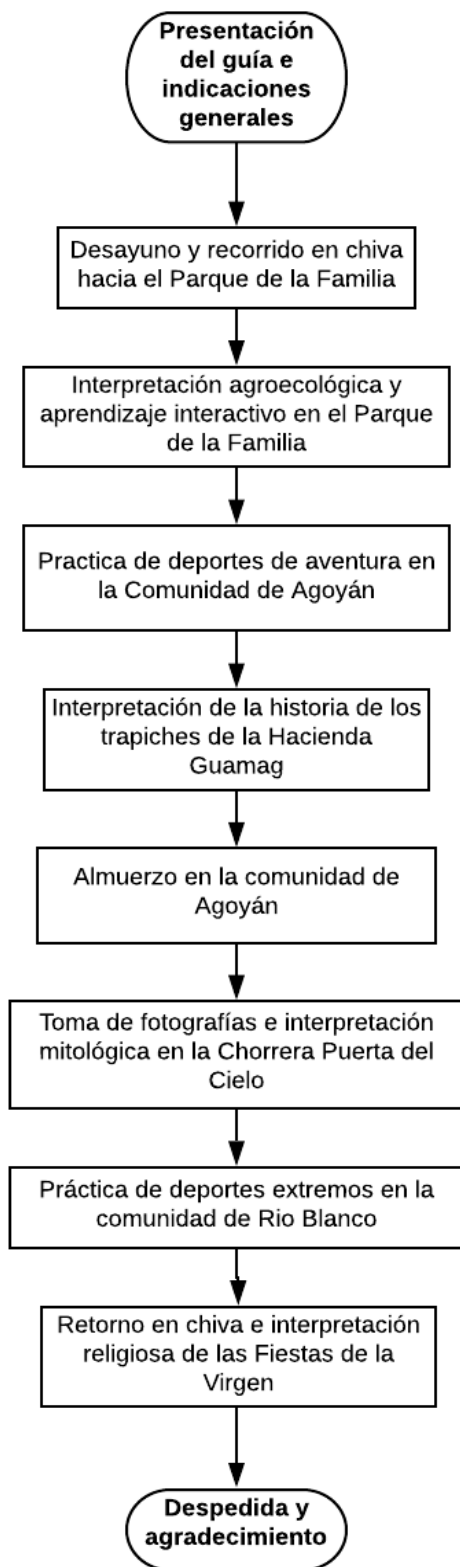 Presentación
del guía e
indicaciones
generales
Desayuno y recorrido en chiva
hacia el Parque de la Familia
Interpretación agroecológica y
aprendizaje interactivo en el Parque
de la Familia
Practica de deportes de aventura en
la Comunidad de Agoyán
Interpretación de la historia de los
trapiches de la Hacienda
Guamag
Almuerzo en la comunidad de
Agoyán
Toma de fotografías e interpretación
mitológica en la Chorrera Puerta del
Cielo
Práctica de deportes extremos en la
comunidad de Rio Blanco
Retorno en chiva e interpretación
religiosa de las Fiestas de la
Virgen
Despedida y
agradecimiento